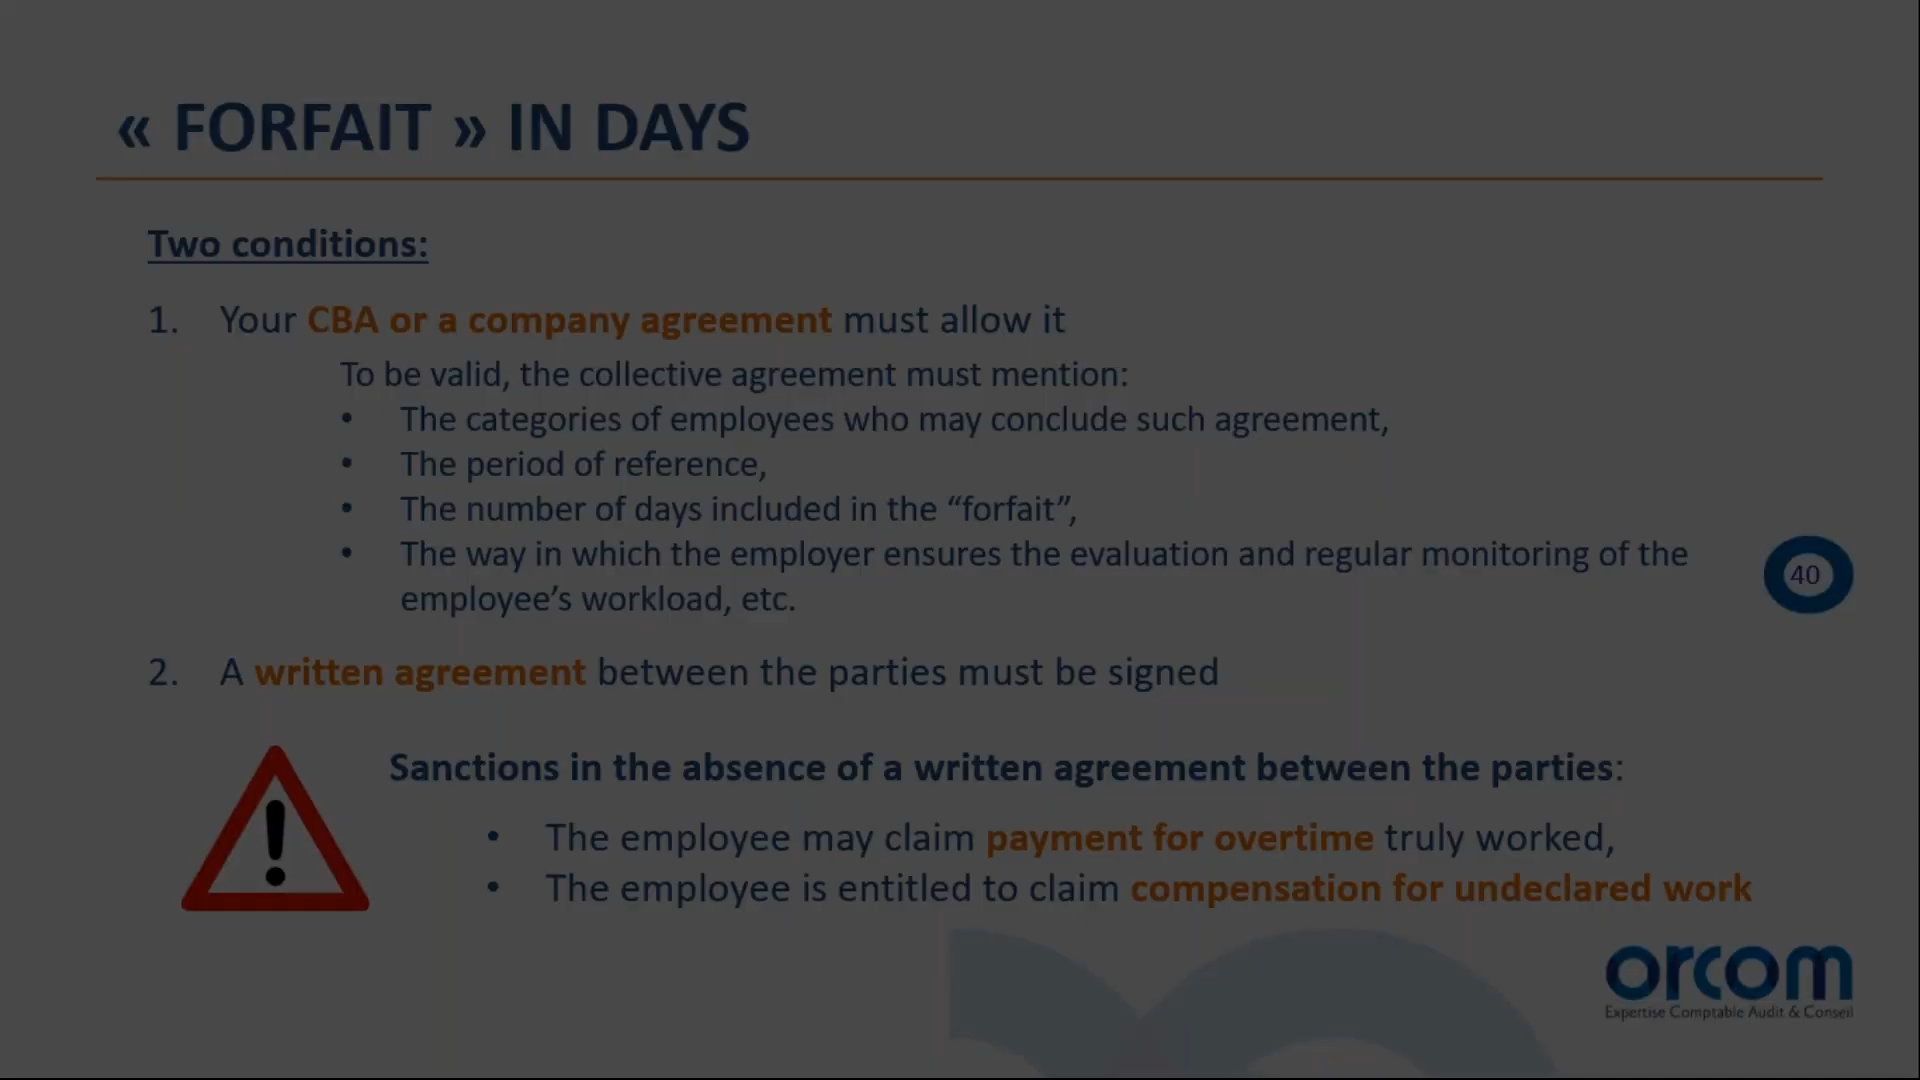 « FORFAIT » IN DAYS
Two conditions:
1. Your CBA or a company agreement must allow it
To be valid, the collective agreement must mention:
• The categories of employees who may conclude such agreement,
• The period of reference,
• The number of days included in the “forfait”,
• The way in which the employer ensures the evaluation and regular monitoring of the
employee’s workload, etc.
40
2. A written agreement between the parties must be signed
Sanctions in the absence of a written agreement between the parties:
• The employee may claim payment for overtime truly worked,
• The employee is entitled to claim compensation for undeclared work
orcom
Expertise Comptable Audit & Conseil